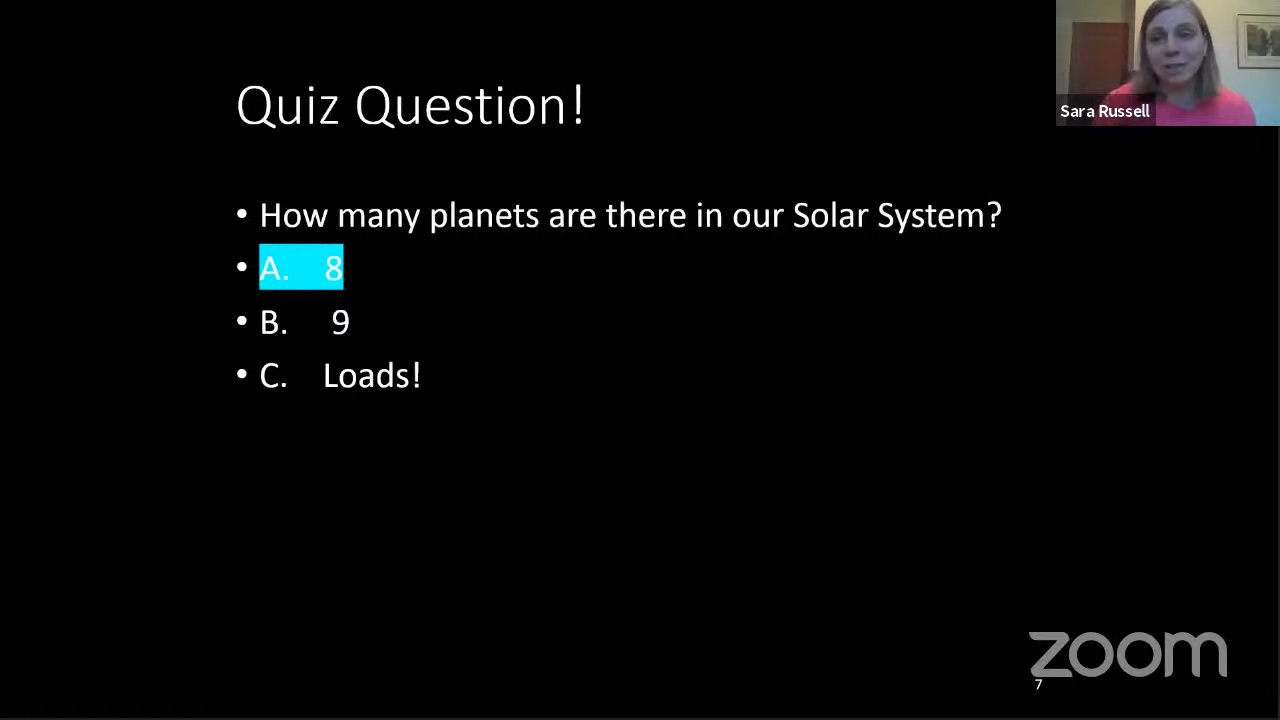 Quiz Question!
Sara Russell
• How many planets are there in our Solar System?
• A. 8
• B. 9
• C. Loads!
zoom
7